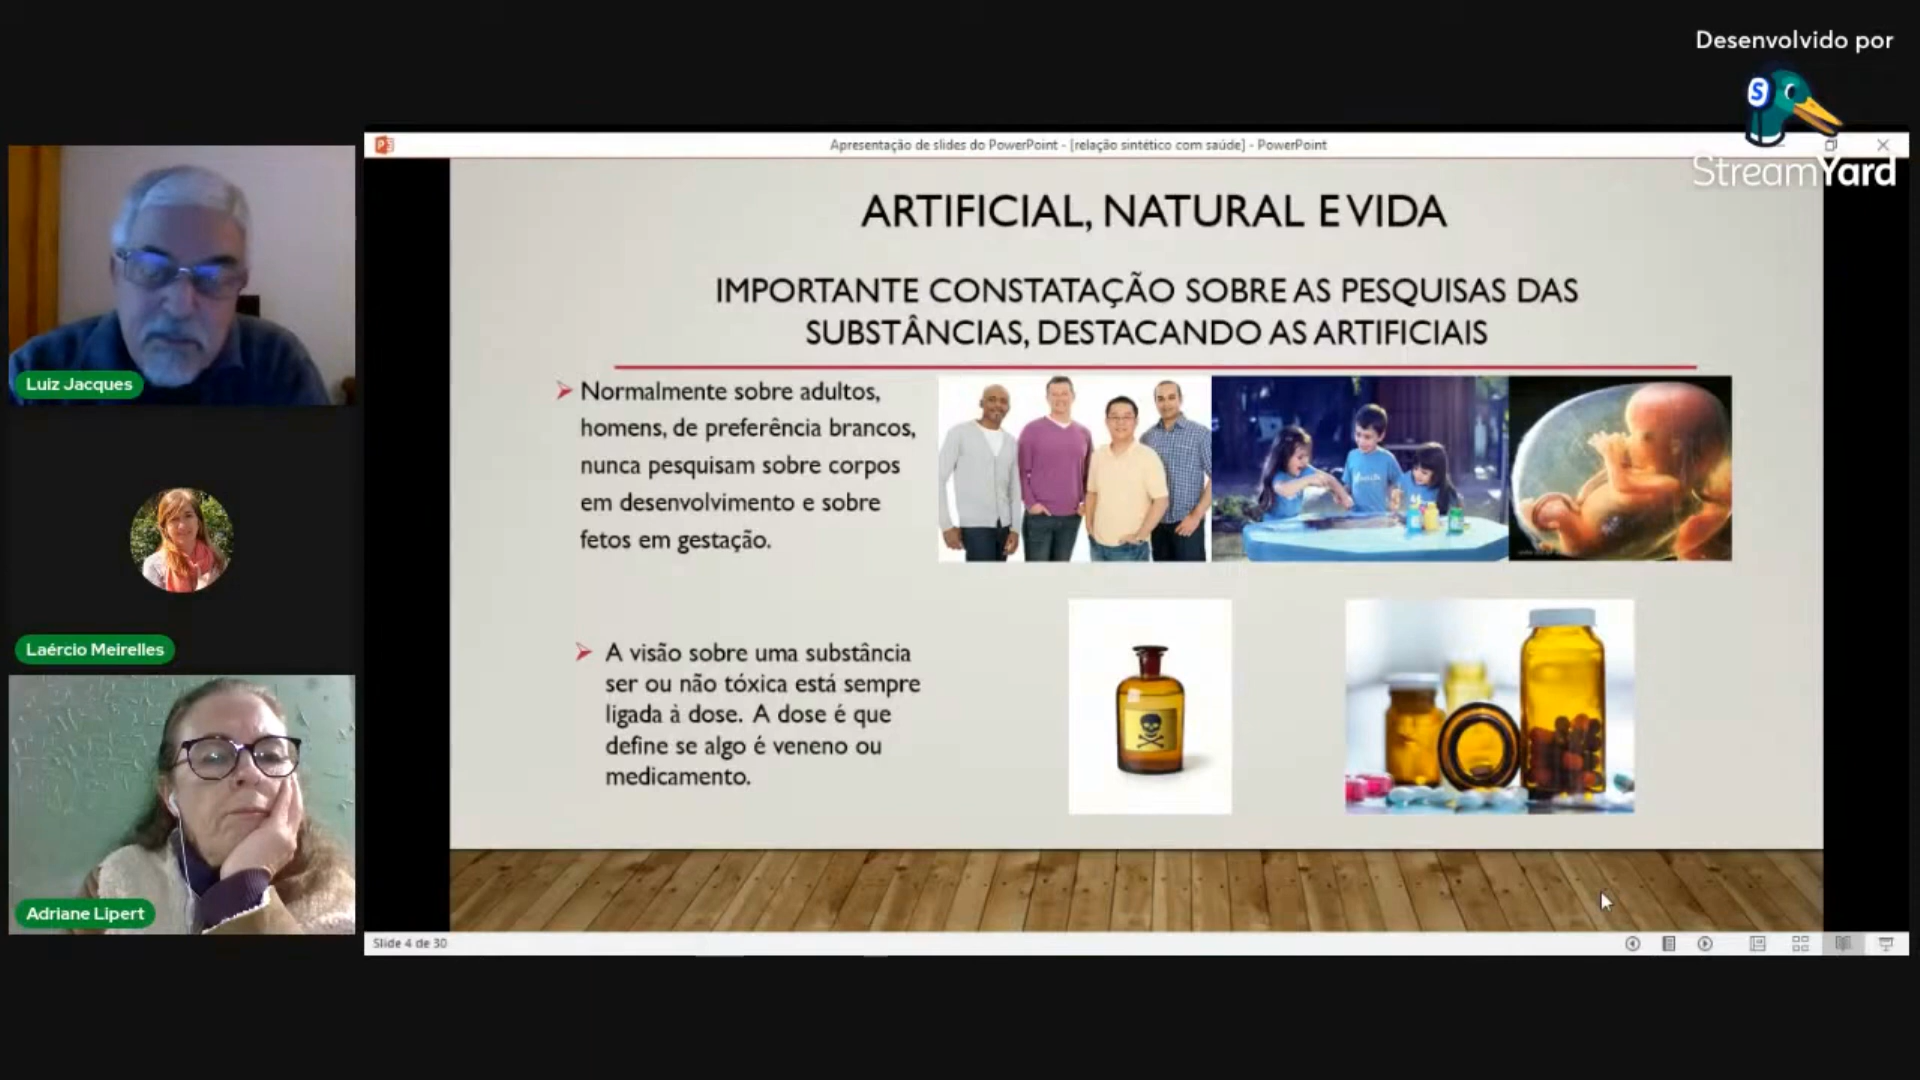 Desenvolvido por
StreamYard
Apresentação de slides do PowerPoint - [relação sintético com saúde] - PowerPoint
ARTIFICIAL, NATURAL E VIDA
IMPORTANTE CONSTATAÇÃO SOBRE AS PESQUISAS DAS
SUBSTÂNCIAS, DESTACANDO AS ARTIFICIAIS
Normalmente sobre adultos,
homens, de preferência brancos,
nunca pesquisam sobre corpos
em desenvolvimento e sobre
fetos em gestação.
A visão sobre uma substância
ser ou não tóxica está sempre
ligada à dose. A dose é que
define se algo é veneno ou
medicamento.
Luiz Jacques
Laércio Meirelles
Adriane Lipert
Slide 4 de 30